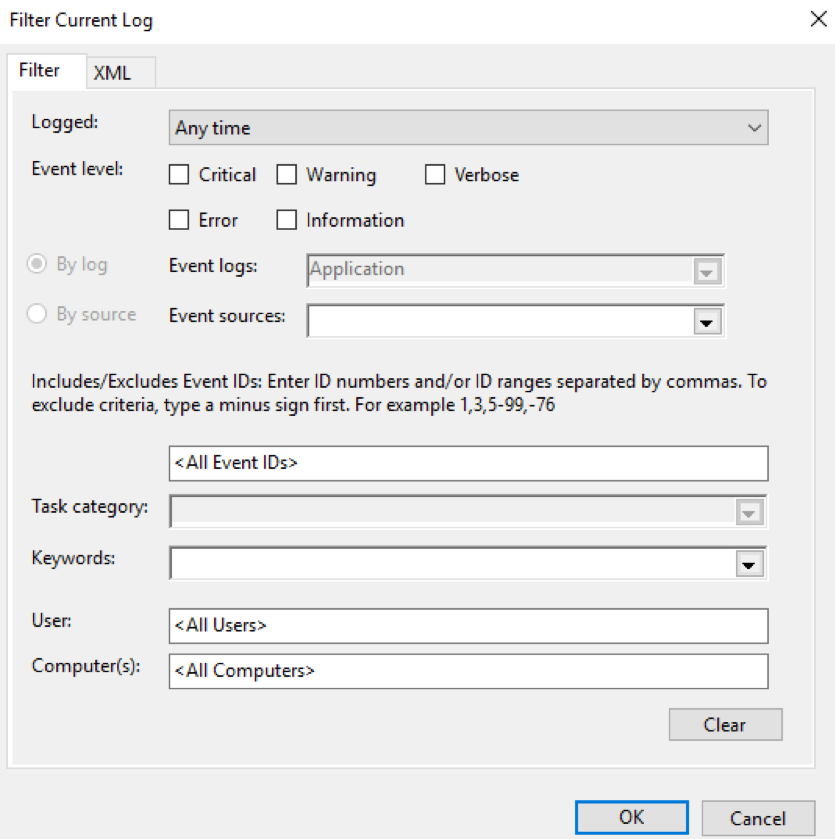 Filter Current Log
Filter XML
Logged: Any time
Event level: Critical Warning Verbose
Error Information
By log Event logs: Application
By source Event sources:
Includes/Excludes Event IDs: Enter ID numbers and/or ID ranges separated by commas. To
exclude criteria, type a minus sign first. For example 1,3,5-99,-76
<All Event IDs>
Task category:
Keywords:
User: <All Users>
Computer(s): <All Computers>
Clear
OK Cancel